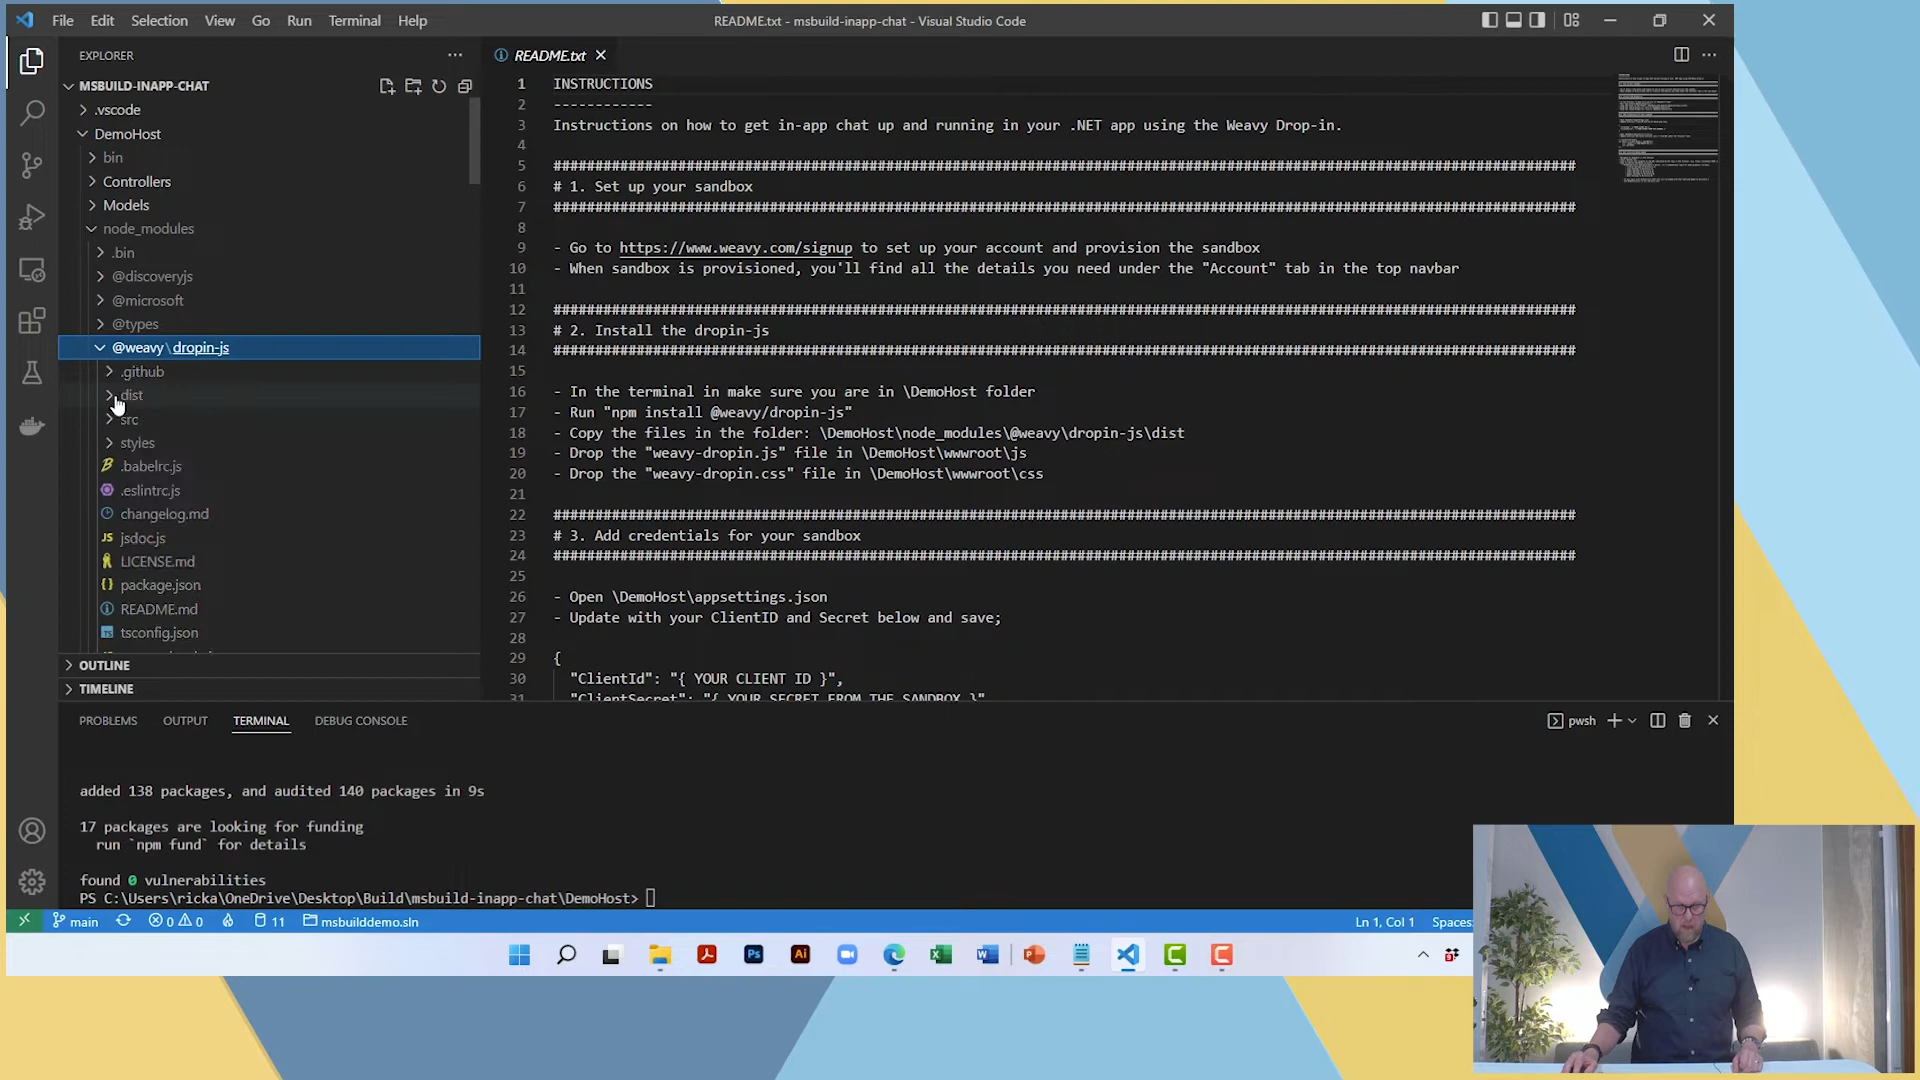 File Edit Selection View Go Run Terminal Help
README.txt - msbuild-inapp-chat - Visual Studio Code
EXPLORER
MSBUILD-INAPP-CHAT
.vscode
DemoHost
bin
Controllers
Models
node_modules
.bin
@discoveryjs
@microsoft
@types
@weavy\dropin-js
.github
dist
src
styles
.babelrc.js
.eslintrc.js
changelog.md
jsdoc.js
LICENSE.md
package.json
README.md
tsconfig.json
OUTLINE
TIMELINE
README.txt
1 INSTRUCTIONS
2 ------------
3 Instructions on how to get in-app chat up and running in your .NET app using the Weavy Drop-in.
4
5 ############################################################################################################################
6 # 1. Set up your sandbox
7 ############################################################################################################################
8
9 - Go to https://www.weavy.com/signup to set up your account and provision the sandbox
10 - When sandbox is provisioned, you'll find all the details you need under the "Account" tab in the top navbar
11
12 ############################################################################################################################
13 # 2. Install the dropin-js
14 ############################################################################################################################
15
16 - In the terminal in make sure you are in \DemoHost folder
17 - Run "npm install @weavy/dropin-js"
18 - Copy the files in the folder: \DemoHost\node_modules\@weavy\dropin-js\dist
19 - Drop the "weavy-dropin.js" file in \DemoHost\wwwroot\js
20 - Drop the "weavy-dropin.css" file in \DemoHost\wwwroot\css
21
22 ############################################################################################################################
23 # 3. Add credentials for your sandbox
24 ############################################################################################################################
25
26 - Open \DemoHost\appsettings.json
27 - Update with your ClientID and Secret below and save;
28
29 {
30 "ClientId": "{ YOUR CLIENT ID }",
31 "ClientSecret": "{ YOUR SECRET FROM THE SANDBOX }"
PROBLEMS OUTPUT TERMINAL DEBUG CONSOLE
pwsh
added 138 packages, and audited 140 packages in 9s
17 packages are looking for funding
run `npm fund` for details
found 0 vulnerabilities
PS C:\Users\ricka\OneDrive\Desktop\Build\msbuild-inapp-chat\DemoHost>
main 0 0 11 msbuilddemo.sln
Ln 1, Col 1 Spaces: